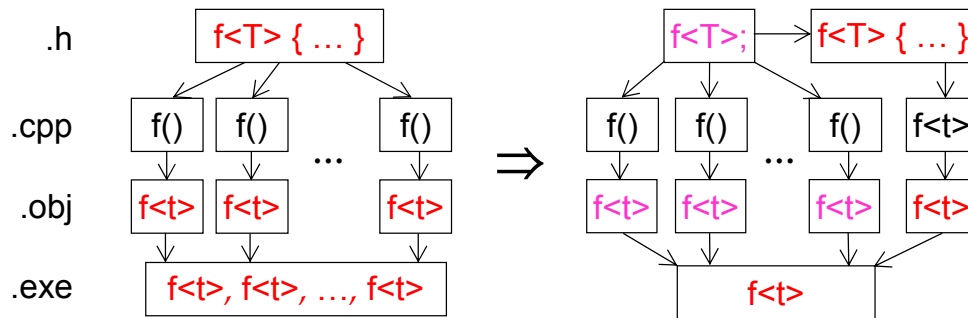 .h f<T> { … } f<T>; f<T> { … }
.cpp f() f() f() f() f() f() f<t>
... ⇒ ...
.obj f<t> f<t> f<t> f<t> f<t> f<t> f<t>
.exe f<t>, f<t>, …, f<t> f<t>